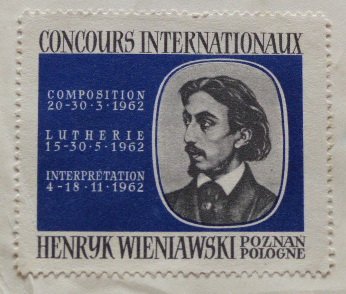 CONCOURS INTERNATIONAUX
COMPOSITION
20-30·3·1962
LUTHERIE
15-30·5·1962
INTERPRÉTATION
4-18·11·1962
HENRYK WIENIAWSKI POZNAŃ
POLOGNE